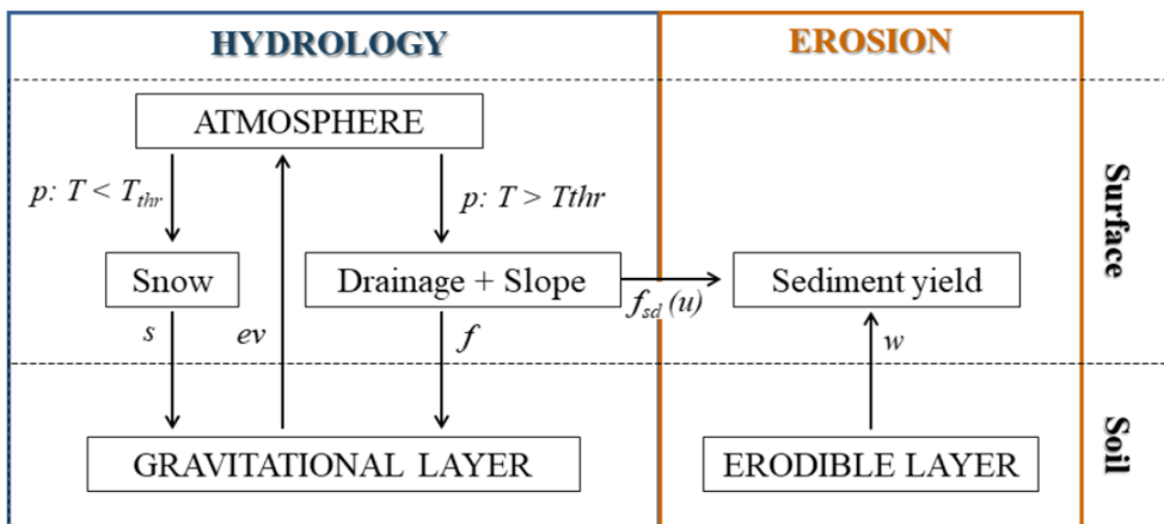 HYDROLOGY
EROSION
ATMOSPHERE
p: T < Tthr
p: T > Tthr
Snow
Drainage + Slope
fsd (u)
Sediment yield
s
ev
f
w
GRAVITATIONAL LAYER
ERODIBLE LAYER
Surface
Soil